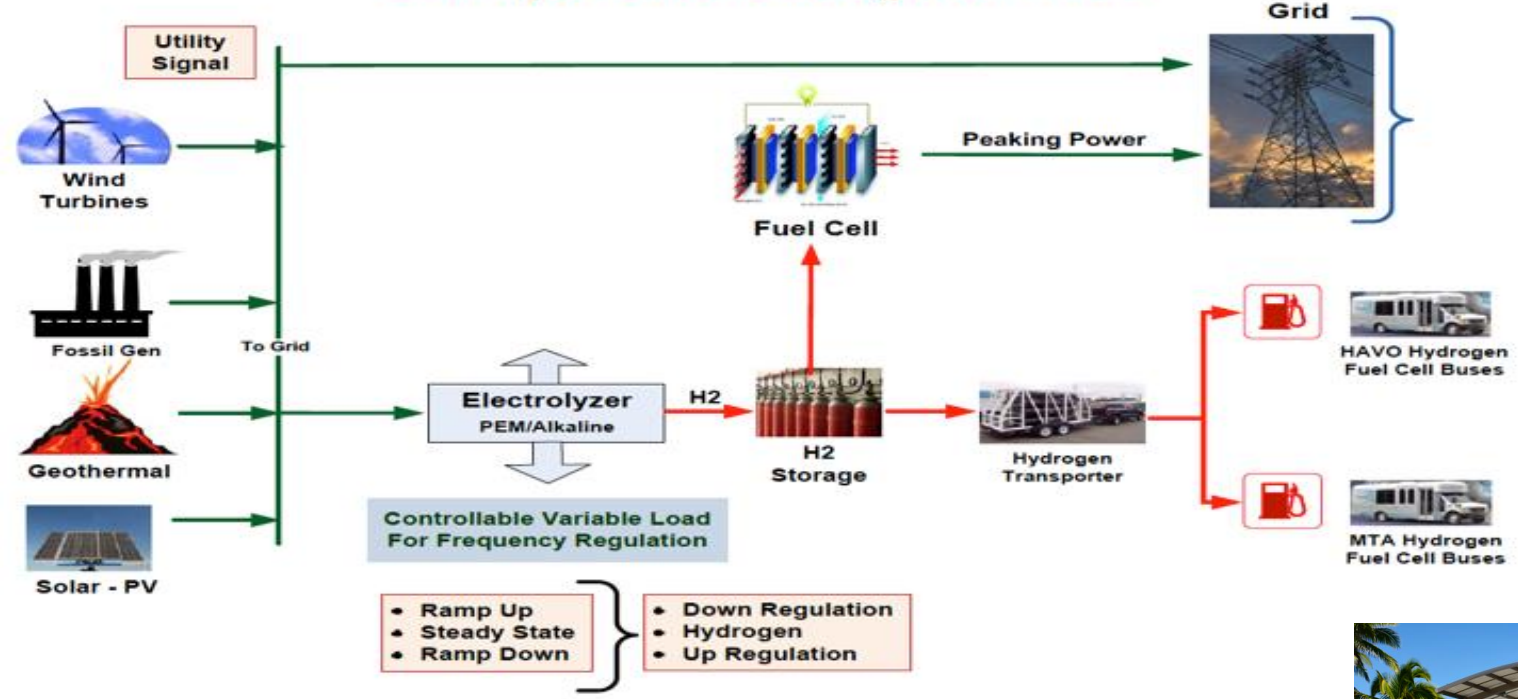 Grid
Utility
Signal
Wind
Turbines
Peaking Power
Fuel Cell
Fossil Gen
To Grid
Geothermal
Solar - PV
Electrolyzer
PEM/Alkaline
H2
H2
Storage
Hydrogen
Transporter
HAVO Hydrogen
Fuel Cell Buses
MTA Hydrogen
Fuel Cell Buses
Controllable Variable Load
For Frequency Regulation
• Ramp Up
• Steady State
• Ramp Down
• Down Regulation
• Hydrogen
• Up Regulation